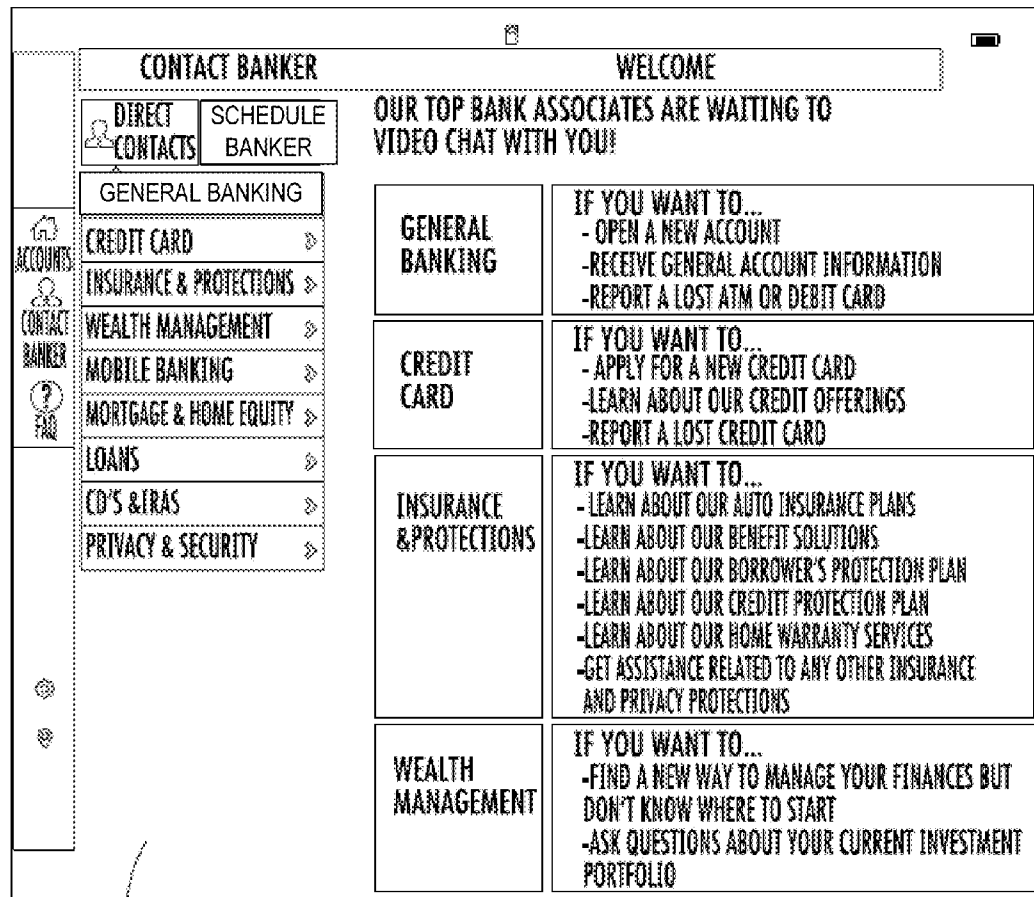 CONTACT BANKER
WELCOME
DIRECT
CONTACTS
SCHEDULE
BANKER
OUR TOP BANK ASSOCIATES ARE WAITING TO
VIDEO CHAT WITH YOU!
ACCOUNTS
CONTACT
BANKER
?
FAQ
GENERAL BANKING
CREDIT CARD »
INSURANCE & PROTECTIONS »
WEALTH MANAGEMENT »
MOBILE BANKING »
MORTGAGE & HOME EQUITY »
LOANS »
CD'S &IRAS »
PRIVACY & SECURITY »
GENERAL
BANKING
IF YOU WANT TO...
- OPEN A NEW ACCOUNT
-RECEIVE GENERAL ACCOUNT INFORMATION
-REPORT A LOST ATM OR DEBIT CARD
CREDIT
CARD
IF YOU WANT TO...
- APPLY FOR A NEW CREDIT CARD
-LEARN ABOUT OUR CREDIT OFFERINGS
-REPORT A LOST CREDIT CARD
INSURANCE
&PROTECTIONS
IF YOU WANT TO...
- LEARN ABOUT OUR AUTO INSURANCE PLANS
-LEARN ABOUT OUR BENEFIT SOLUTIONS
-LEARN ABOUT OUR BORROWER'S PROTECTION PLAN
-LEARN ABOUT OUR CREDITT PROTECTION PLAN
-LEARN ABOUT OUR HOME WARRANTY SERVICES
-GET ASSISTANCE RELATED TO ANY OTHER INSURANCE
AND PRIVACY PROTECTIONS
WEALTH
MANAGEMENT
IF YOU WANT TO...
-FIND A NEW WAY TO MANAGE YOUR FINANCES BUT
DON'T KNOW WHERE TO START
-ASK QUESTIONS ABOUT YOUR CURRENT INVESTMENT
PORTFOLIO